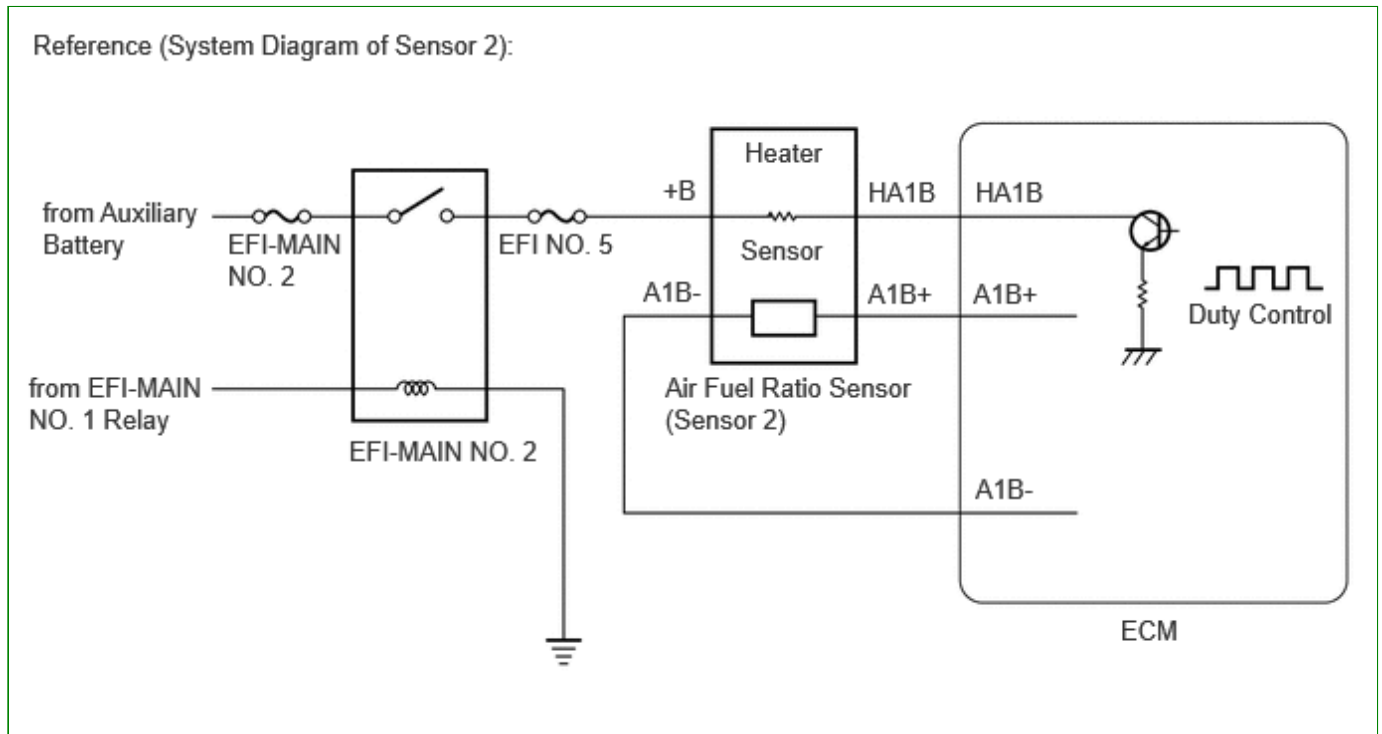 Reference (System Diagram of Sensor 2):
Heater
+B
HA1B
HA1B
from Auxiliary
Battery
EFI-MAIN
NO. 2
EFI NO. 5
Sensor
A1B-
A1B+
A1B+
Duty Control
from EFI-MAIN
NO. 1 Relay
Air Fuel Ratio Sensor
(Sensor 2)
EFI-MAIN NO. 2
A1B-
ECM